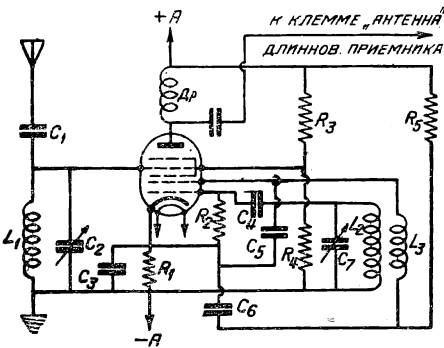 +А
К КЛЕММЕ „АНТЕННА"
ДЛИННОВ. ПРИЕМНИКА
Др
C1
R3
R5
R2
C4
L1
C2
C5
R4
L2
C7
L3
C3
R1
C6
-А